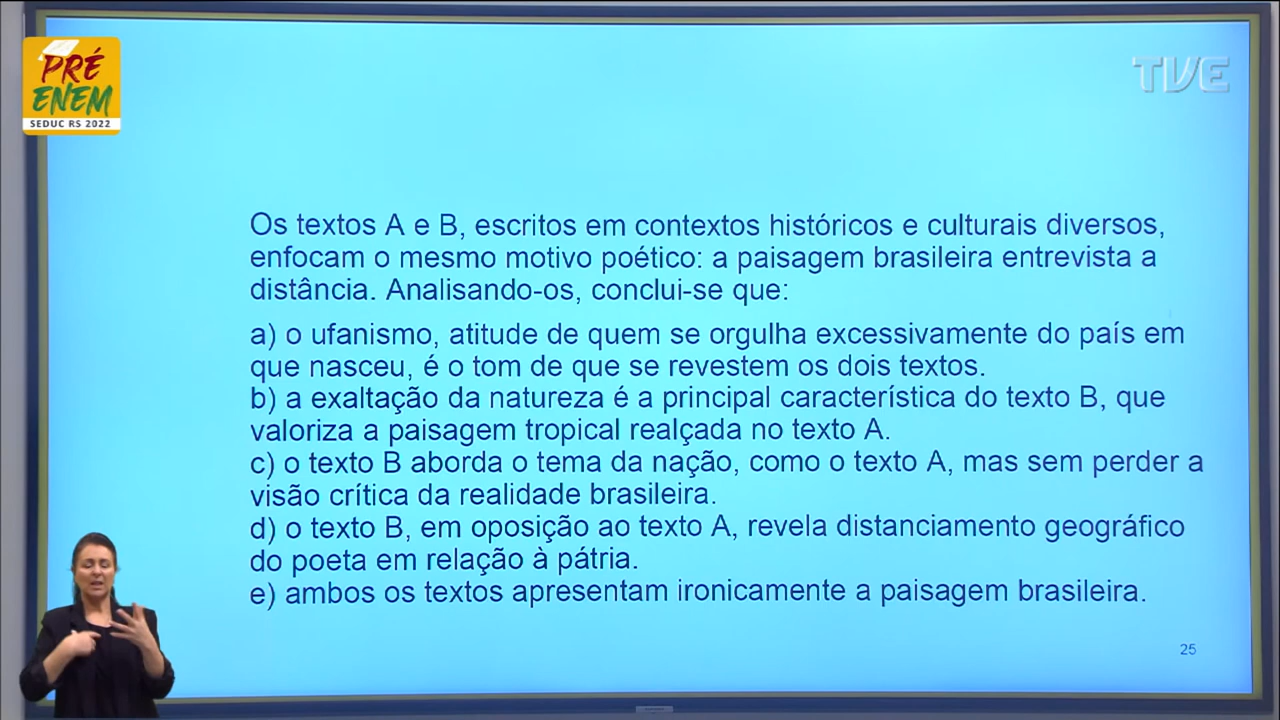 PRÉ
ENEM
SEDUC RS 2022
TVE
Os textos A e B, escritos em contextos históricos e culturais diversos,
enfocam o mesmo motivo poético: a paisagem brasileira entrevista a
distância. Analisando-os, conclui-se que:
a) o ufanismo, atitude de quem se orgulha excessivamente do país em
que nasceu, é o tom de que se revestem os dois textos.
b) a exaltação da natureza é a principal característica do texto B, que
valoriza a paisagem tropical realçada no texto A.
c) o texto B aborda o tema da nação, como o texto A, mas sem perder a
visão crítica da realidade brasileira.
d) o texto B, em oposição ao texto A, revela distanciamento geográfico
do poeta em relação à pátria.
e) ambos os textos apresentam ironicamente a paisagem brasileira.
25